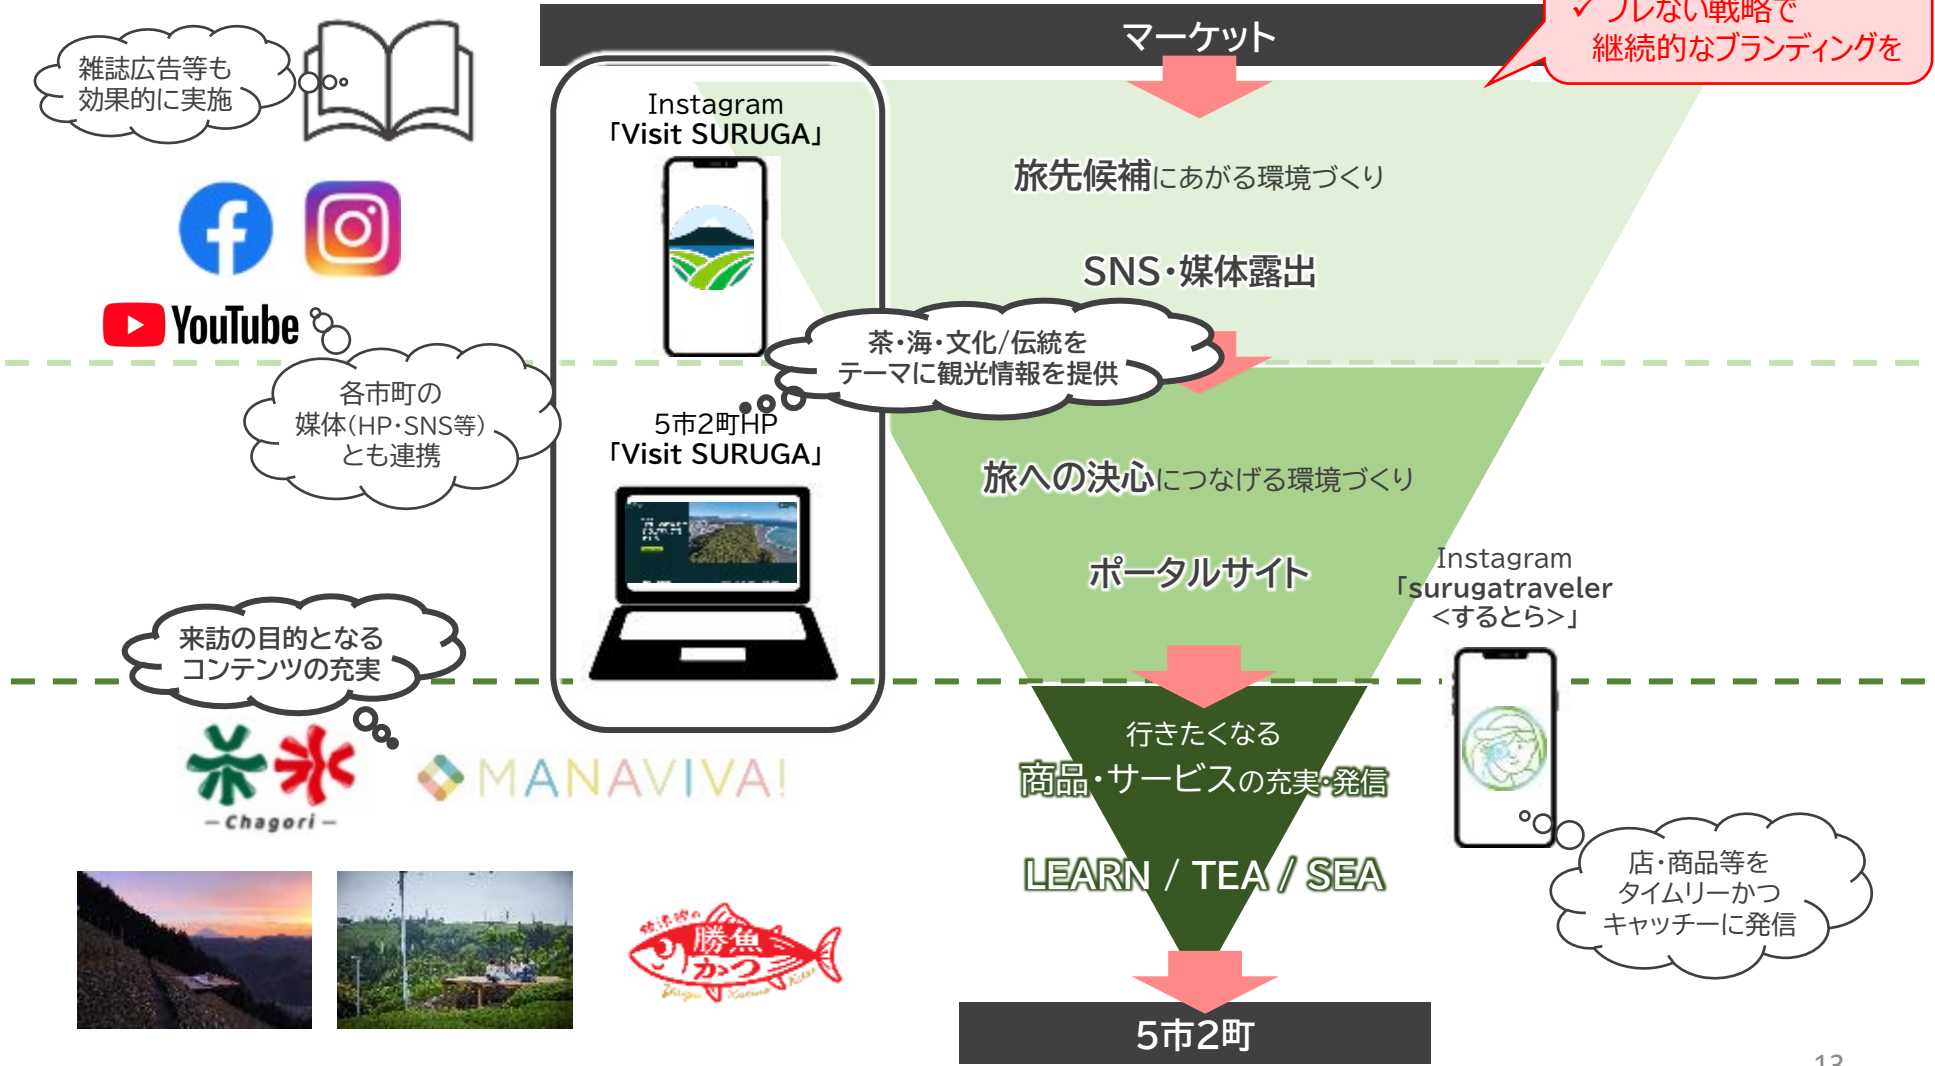 マーケット
✓ ブレない戦略で
継続的なブランディングを
雑誌広告等も
効果的に実施
Instagram
「Visit SURUGA」
旅先候補にあがる環境づくり
SNS・媒体露出
YouTube
茶・海・文化/伝統を
テーマに観光情報を提供
各市町の
媒体(HP・SNS等)
とも連携
5市2町HP
「Visit SURUGA」
旅への決心につなげる環境づくり
ポータルサイト
Instagram
「surugatraveler
<するとら>」
来訪の目的となる
コンテンツの充実
行きたくなる
商品・サービスの充実・発信
茶氷
－Chagori－
MANAVIVA!
LEARN / TEA / SEA
店・商品等を
タイムリーかつ
キャッチーに発信
勝魚
かつ
5市2町
13